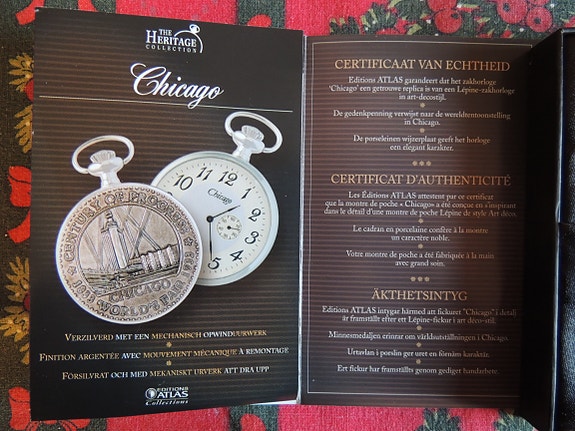 THE
HERITAGE
COLLECTION
Chicago
A CENTURY OF PROGRESS
CHICAGO
1833 WORLD'S FAIR 1933
12
1
2
3
4
5
7
10
11
Chicago
VERZILVERD MET EEN MECHANISCH OPWINDUURWERK
FINITION ARGENTÉE AVEC MOUVEMENT MÉCANIQUE À REMONTAGE
FÖRSILVRAT OCH MED MEKANISKT URVERK ATT DRA UPP
EDITIONS
ATLAS
Collections
CERTIFICAAT VAN ECHTHEID
Editions ATLAS garandeert dat het zakhorloge
'Chicago' een getrouwe replica is van een Lépine-zakhorloge
in art-decostijl.
De gedenkpenning verwijst naar de wereldtentoonstelling
in Chicago.
De porseleinen wijzerplaat geeft het horloge
een elegant karakter.
CERTIFICAT D'AUTHENTICITÉ
Les Éditions ATLAS attestent par ce certificat
que la montre de poche « Chicago» a été conçue en s'inspirant
dans le détail d'une montre de poche Lépine de style Art déco.
Le cadran en porcelaine confère à la montre
un caractère noble.
Votre montre de poche a été fabriquée à la main
avec grand soin.
ÄKTHETSINTYG
Editions ATLAS intygar härmed att fickuret "Chicago" i detalj
är framställt efter ett Lépine-fickur i art déco-stil.
Minnesmedaljen erinrar om världsutställningen i Chicago.
Urtavlan i porslin ger uret en förnäm karaktär.
Ert fickur har framställts genom gediget handarbete.